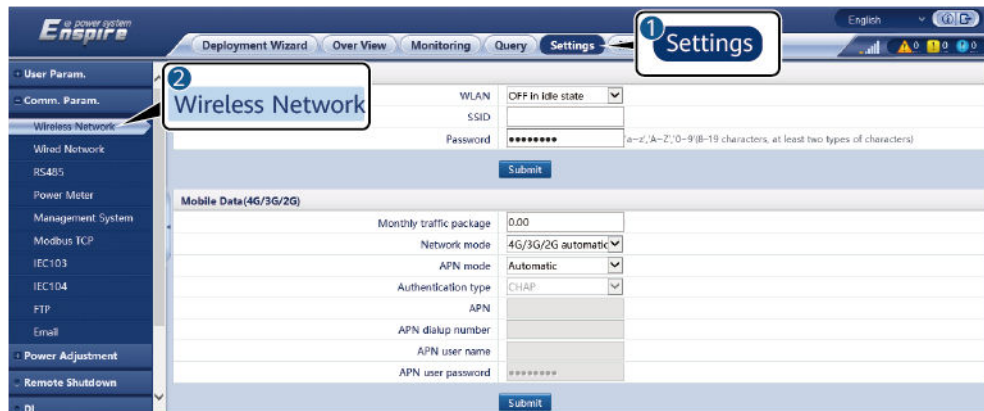 Enspire
e power system
English
Deployment Wizard Over View Monitoring Query Settings
1 Settings
0 0 0
User Param.
Comm. Param.
2 Wireless Network
Wireless Network
Wired Network
RS485
Power Meter
Management System
Modbus TCP
IEC103
IEC104
FTP
Email
Power Adjustment
Remote Shutdown
DI
WLAN OFF in idle state
SSID
Password ●●●●●●●● 'a~z','A~Z','0~9'(8-19 characters, at least two types of characters)
Submit
Mobile Data(4G/3G/2G)
Monthly traffic package 0.00
Network mode 4G/3G/2G automatic
APN mode Automatic
Authentication type CHAP
APN
APN dialup number
APN user name
APN user password ●●●●●●●●
Submit